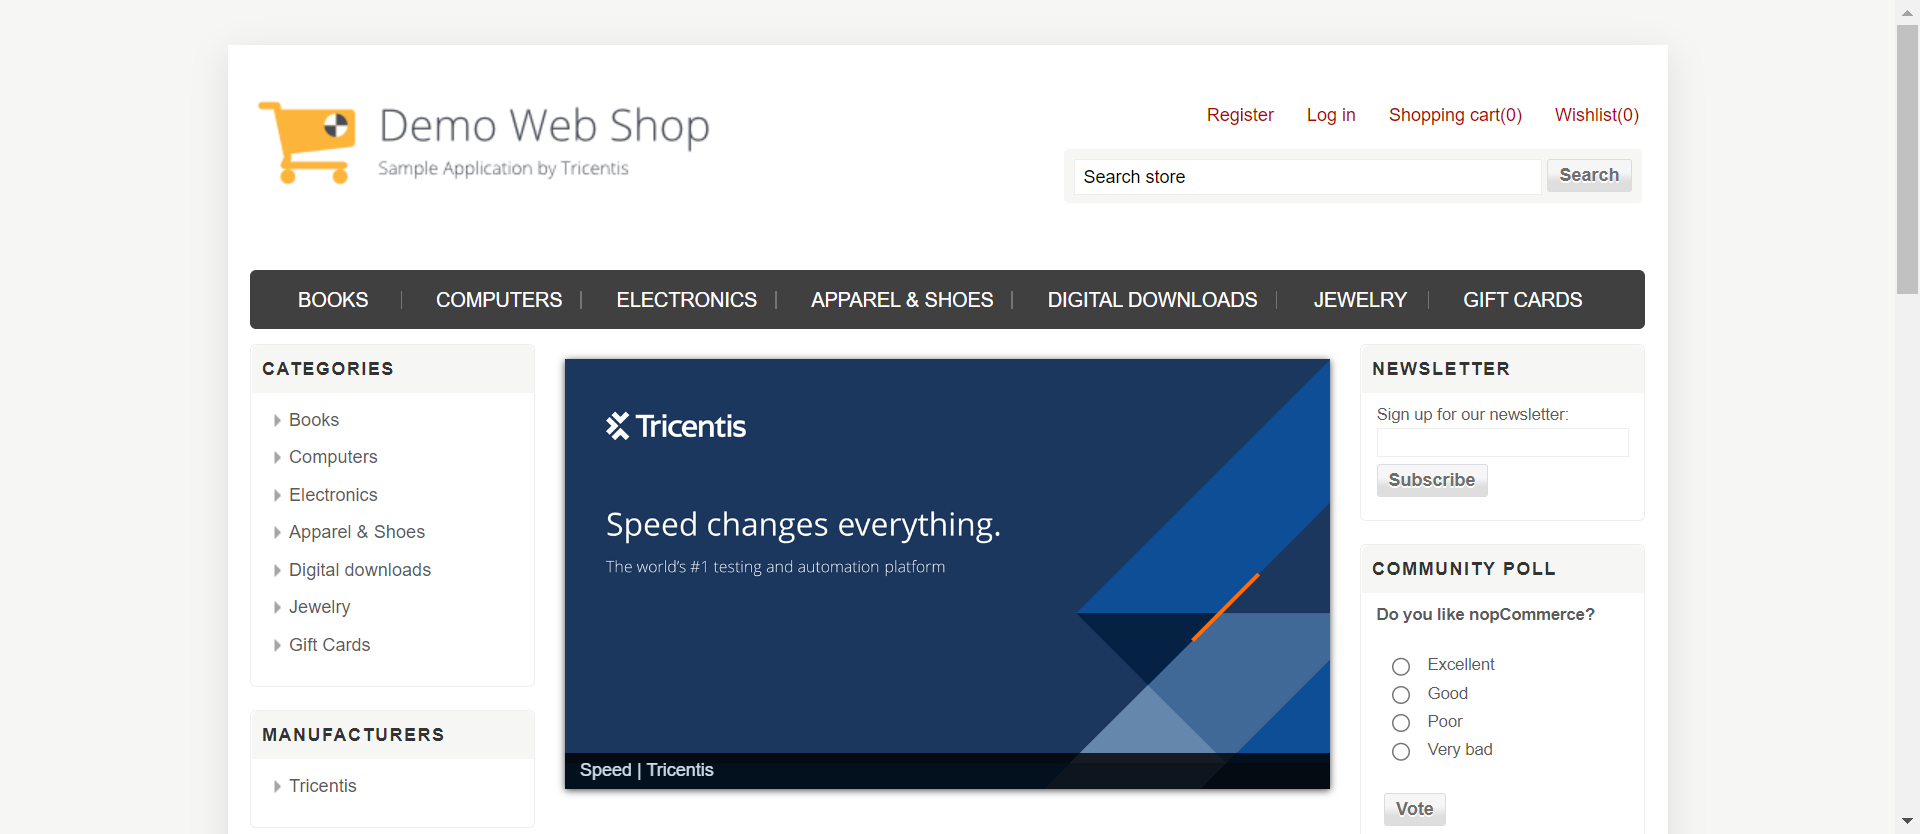 Demo Web Shop
Sample Application by Tricentis
Register Log in Shopping cart(0) Wishlist(0)
Search store Search
BOOKS COMPUTERS ELECTRONICS APPAREL & SHOES DIGITAL DOWNLOADS JEWELRY GIFT CARDS
CATEGORIES
Books
Computers
Electronics
Apparel & Shoes
Digital downloads
Jewelry
Gift Cards
MANUFACTURERS
Tricentis
Tricentis
Speed changes everything.
The world's #1 testing and automation platform
Speed | Tricentis
NEWSLETTER
Sign up for our newsletter:
Subscribe
COMMUNITY POLL
Do you like nopCommerce?
Excellent
Good
Poor
Very bad
Vote